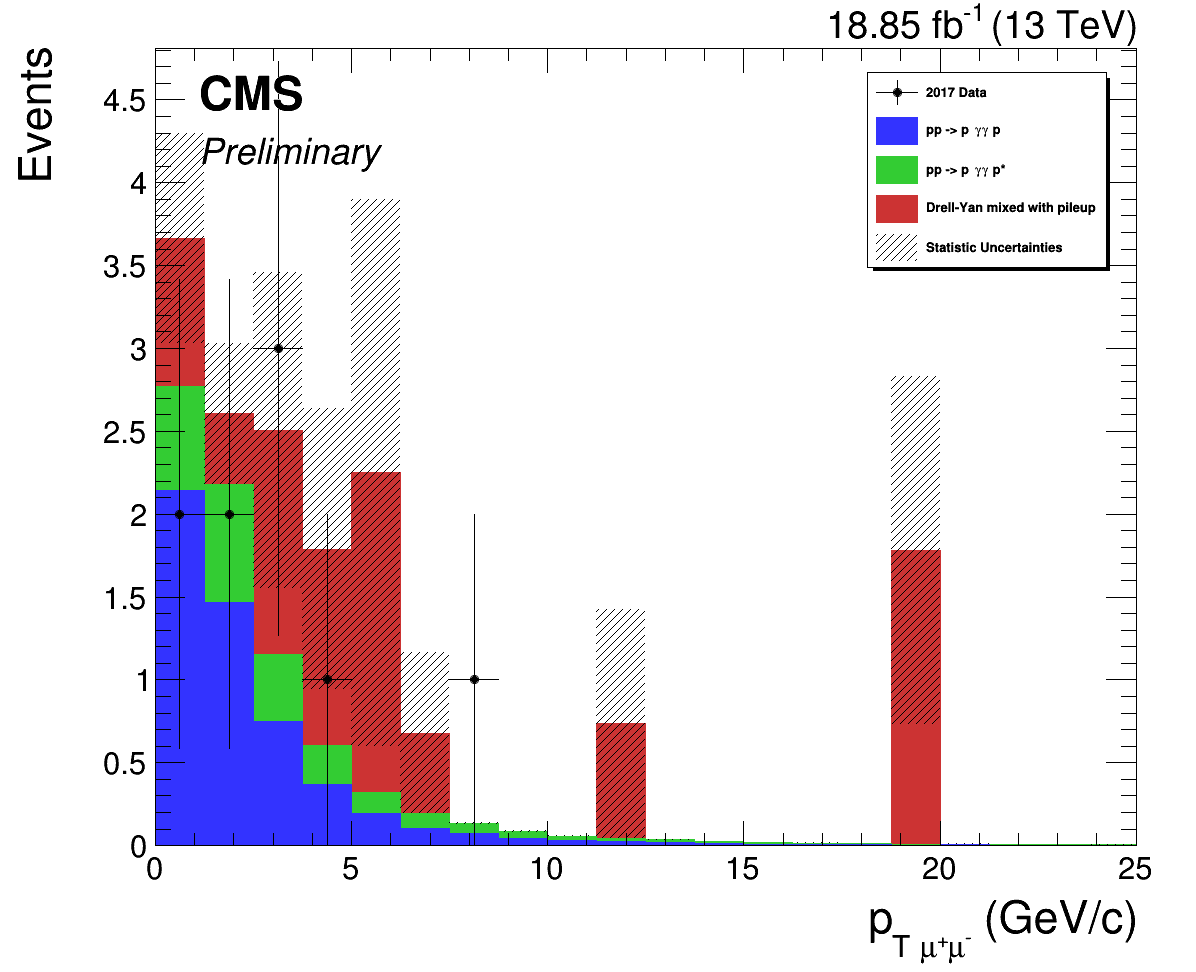 18.85 fb⁻¹ (13 TeV)
Events
CMS
Preliminary
2017 Data
pp -> p γγ p
pp -> p γγ p*
Drell-Yan mixed with pileup
Statistic Uncertainties
4.5
4
3.5
3
2.5
2
1.5
1
0.5
0
0 5 10 15 20 25
p_T μ⁺μ⁻ (GeV/c)